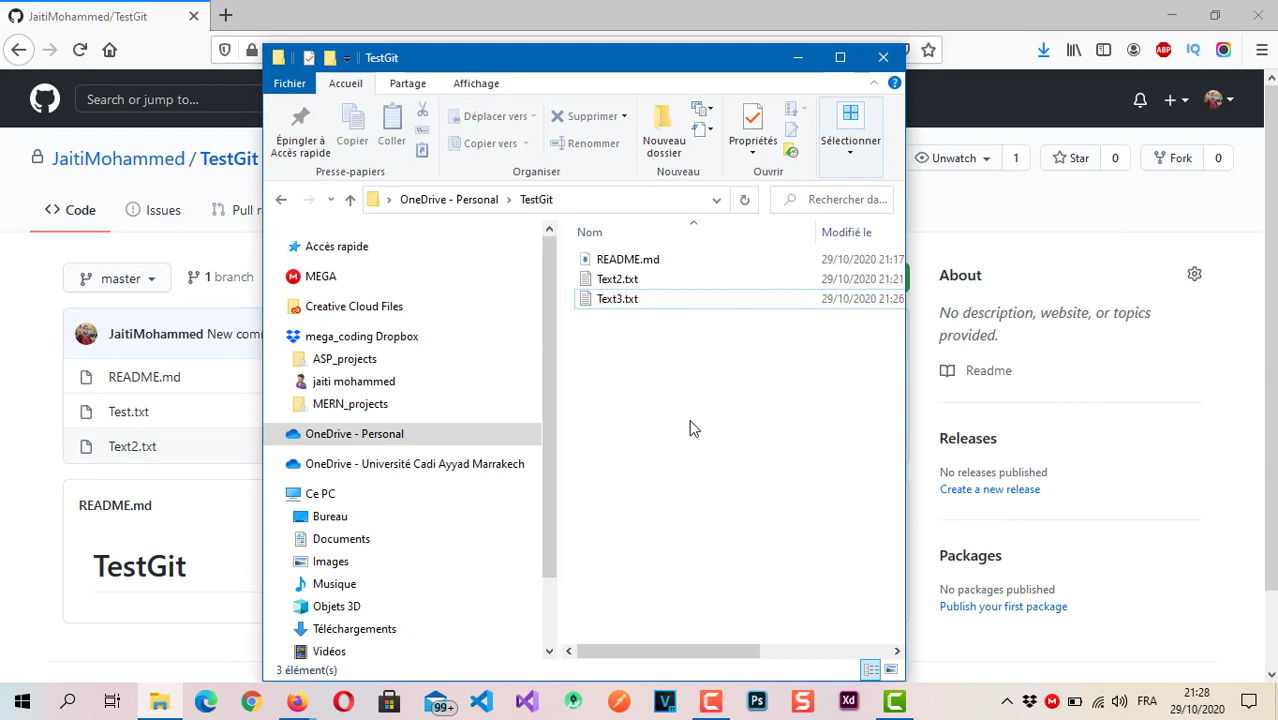 JaitiMohammed/TestGit
TestGit
Fichier Accueil Partage Affichage
Search or jump to...
Épingler à Accès rapide
Copier
Coller
Déplacer vers
Copier vers
Supprimer
Renommer
Nouveau dossier
Propriétés
Sélectionner
Presse-papiers Organiser Nouveau Ouvrir
JaitiMohammed / TestGit
Unwatch 1 Star 0 Fork 0
OneDrive - Personal TestGit
Rechercher da...
Code Issues Pull r
Nom Modifié le
README.md 29/10/2020 21:17
Text2.txt 29/10/2020 21:21
Text3.txt 29/10/2020 21:26
Accès rapide
MEGA
Creative Cloud Files
mega_coding Dropbox
ASP_projects
jaiti mohammed
MERN_projects
OneDrive - Personal
OneDrive - Université Cadi Ayyad Marrakech
Ce PC
Bureau
Documents
Images
Musique
Objets 3D
Téléchargements
Vidéos
3 élément(s)
master 1 branch
JaitiMohammed New com
README.md
Test.txt
Text2.txt
README.md
TestGit
About
No description, website, or topics
provided.
Readme
Releases
No releases published
Create a new release
Packages
No packages published
Publish your first package
99+
FRA
21:28
29/10/2020